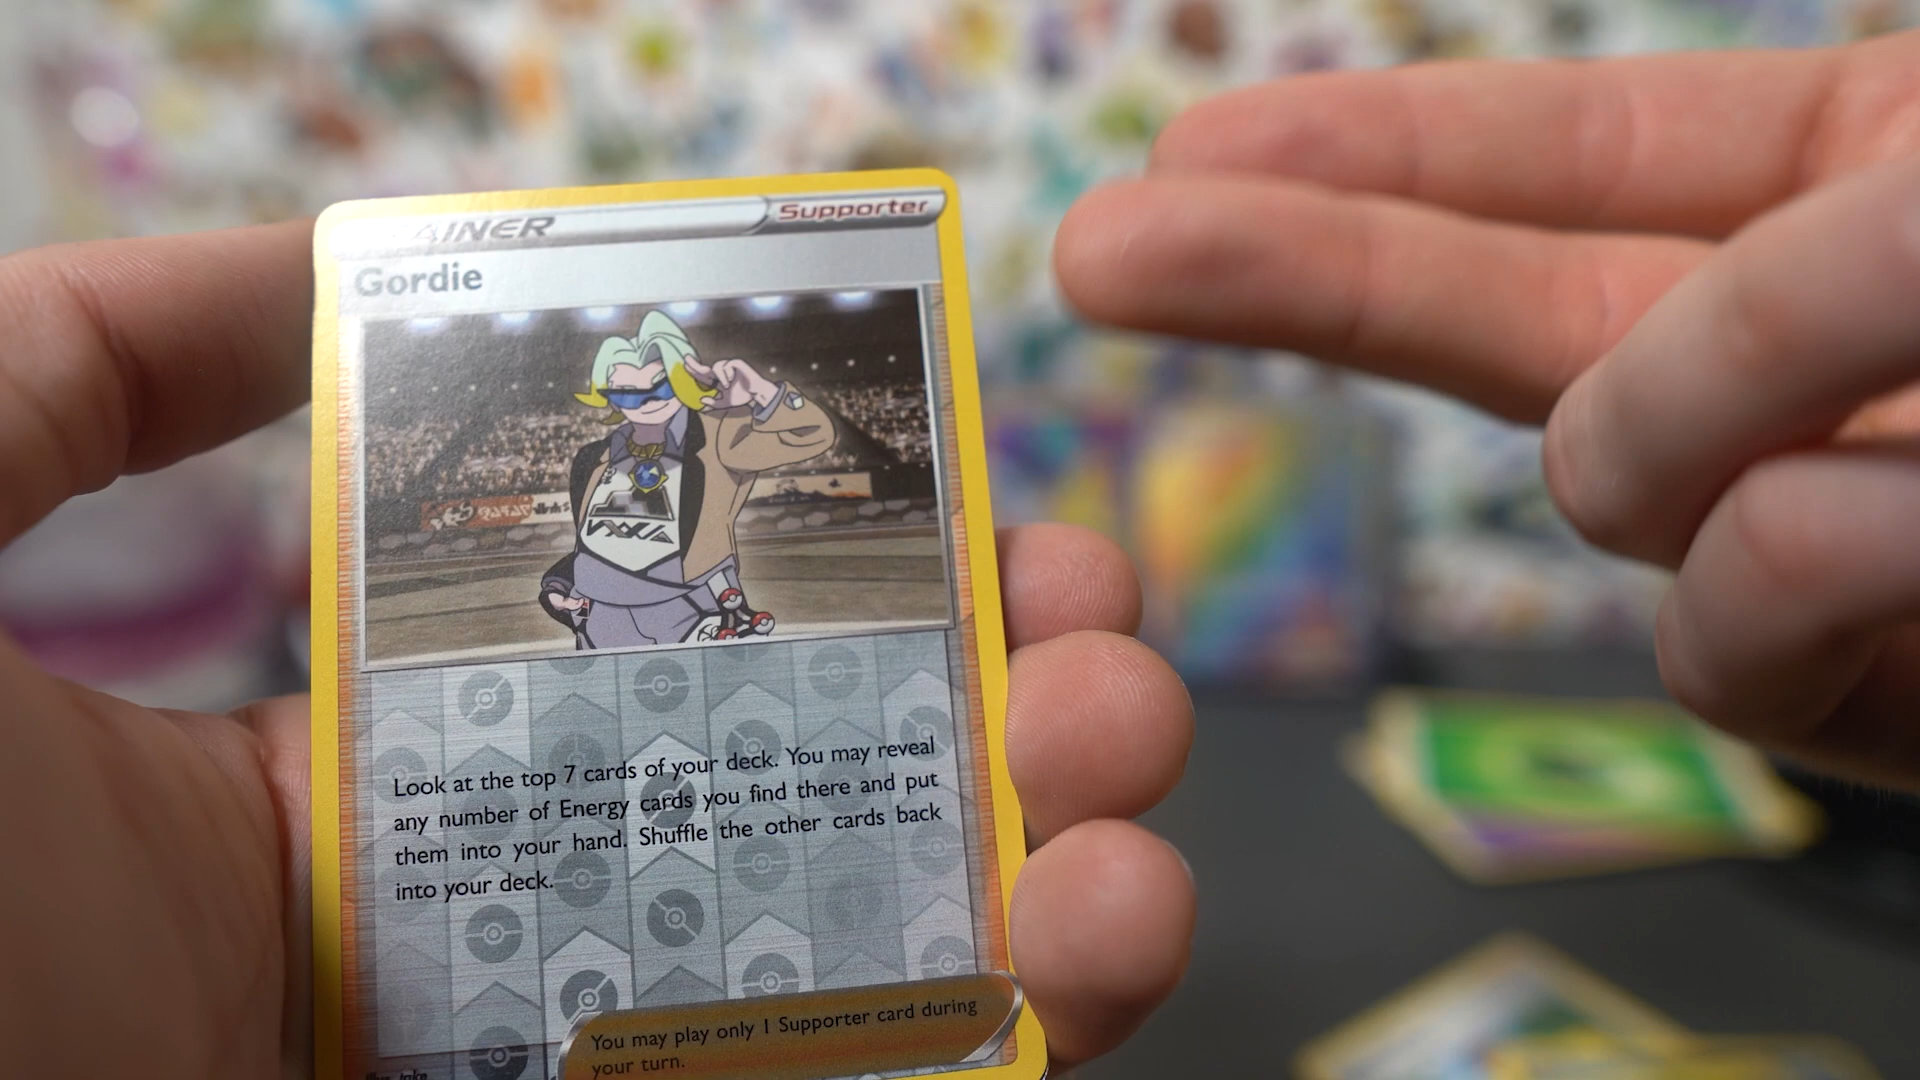 AINER
Supporter
Gordie
Look at the top 7 cards of your deck. You may reveal
any number of Energy cards you find there and put
them into your hand. Shuffle the other cards back
into your deck.
You may play only 1 Supporter card during
your turn.